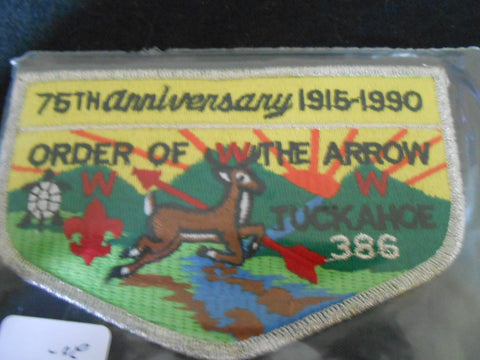 75TH anniversary 1915-1990
ORDER OF W THE ARROW
W W
TUCKAHOE
386